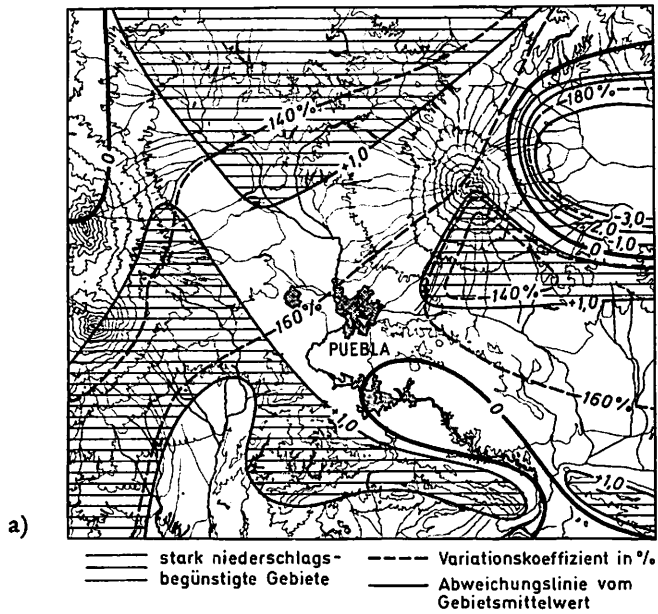 180%
140%
+1,0
0
-3,0
-2,0
-1,0
0
-140%
+1,0
160%
PUEBLA
+1,0
0
160%
+1,0
a)
stark niederschlags-
begünstigte Gebiete
Variationskoeffizient in %
Abweichungslinie vom
Gebietsmittelwert